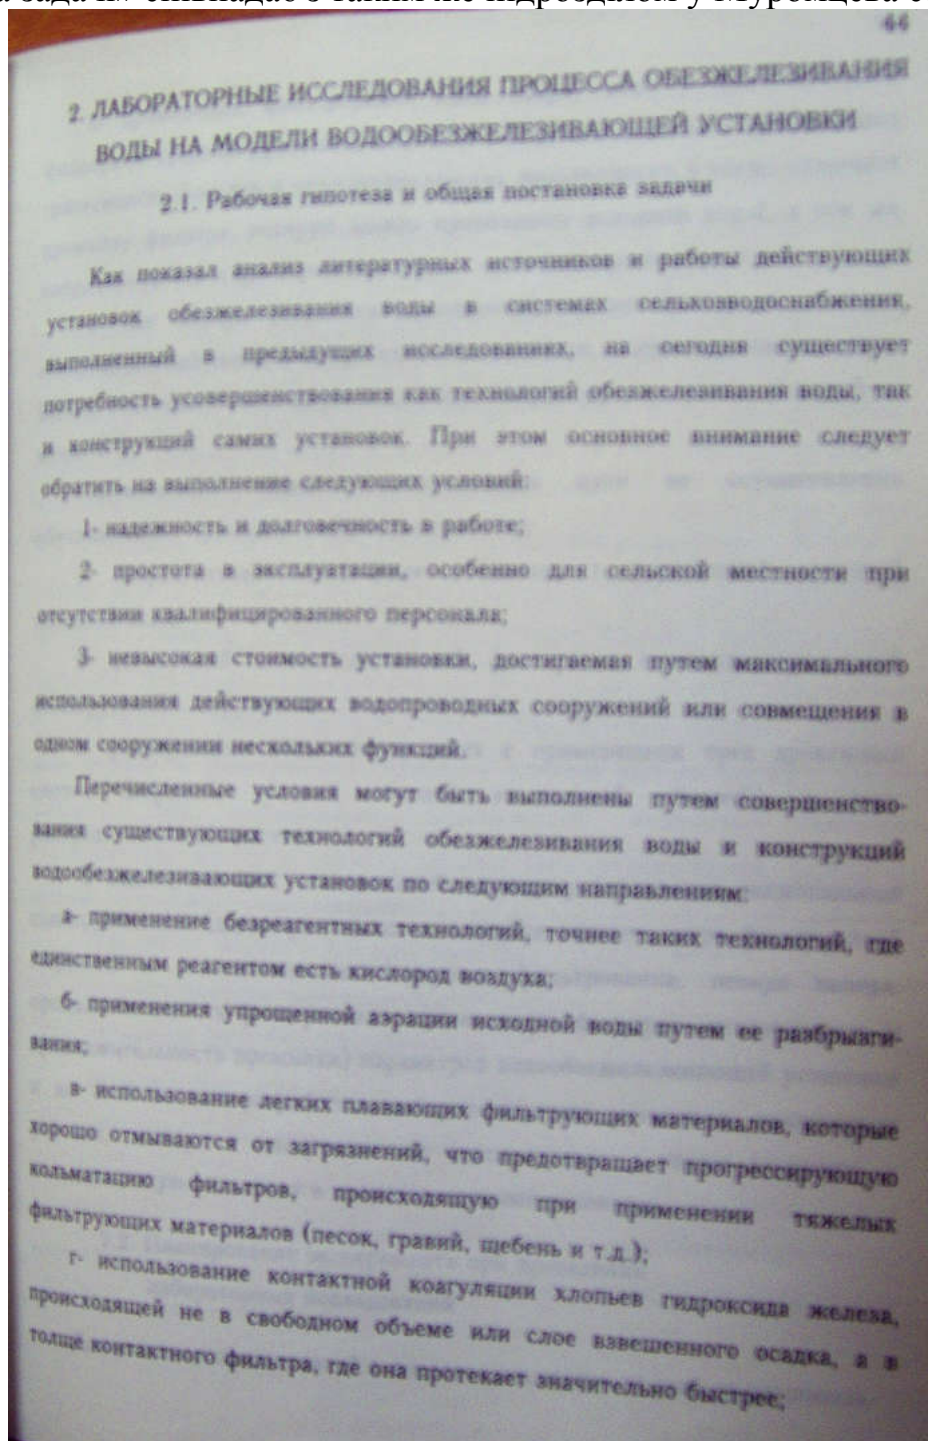 задачі» співпадає з таким же підрозділом у Муромцева
44
2. ЛАБОРАТОРНЫЕ ИССЛЕДОВАНИЯ ПРОЦЕССА ОБЕЗЖЕЛЕЗИВАНИЯ
ВОДЫ НА МОДЕЛИ ВОДООБЕЗЖЕЛЕЗИВАЮЩЕЙ УСТАНОВКИ
2.1. Рабочая гипотеза и общая постановка задачи
Как показал анализ литературных источников и работы действующих
установок обезжелезивания воды в системах сельхозводоснабжения,
выполненный в предыдущих исследованиях, на сегодня существует
потребность усовершенствования как технологий обезжелезивания воды, так
и конструкций самих установок. При этом основное внимание следует
обратить на выполнение следующих условий:
1- надежность и долговечность в работе;
2- простота в эксплуатации, особенно для сельской местности при
отсутствии квалифицированного персонала;
3- невысокая стоимость установки, достигаемая путем максимального
использования действующих водопроводных сооружений или совмещения в
одном сооружении нескольких функций.
Перечисленные условия могут быть выполнены путем совершенство-
вания существующих технологий обезжелезивания воды и конструкций
водообезжелезивающих установок по следующим направлениям:
а- применение безреагентных технологий, точнее таких технологий, где
единственным реагентом есть кислород воздуха;
б- применения упрощенной аэрации исходной воды путем ее разбрызги-
вания;
в- использование легких плавающих фильтрующих материалов, которые
хорошо отмываются от загрязнений, что предотвращает прогрессирующую
кольматацию фильтров, происходящую при применении тяжелых
фильтрующих материалов (песок, гравий, щебень и т.д.);
г- использование контактной коагуляции хлопьев гидроксида железа,
происходящей не в свободном объеме или слое взвешенного осадка, а в
толще контактного фильтра, где она протекает значительно быстрее;